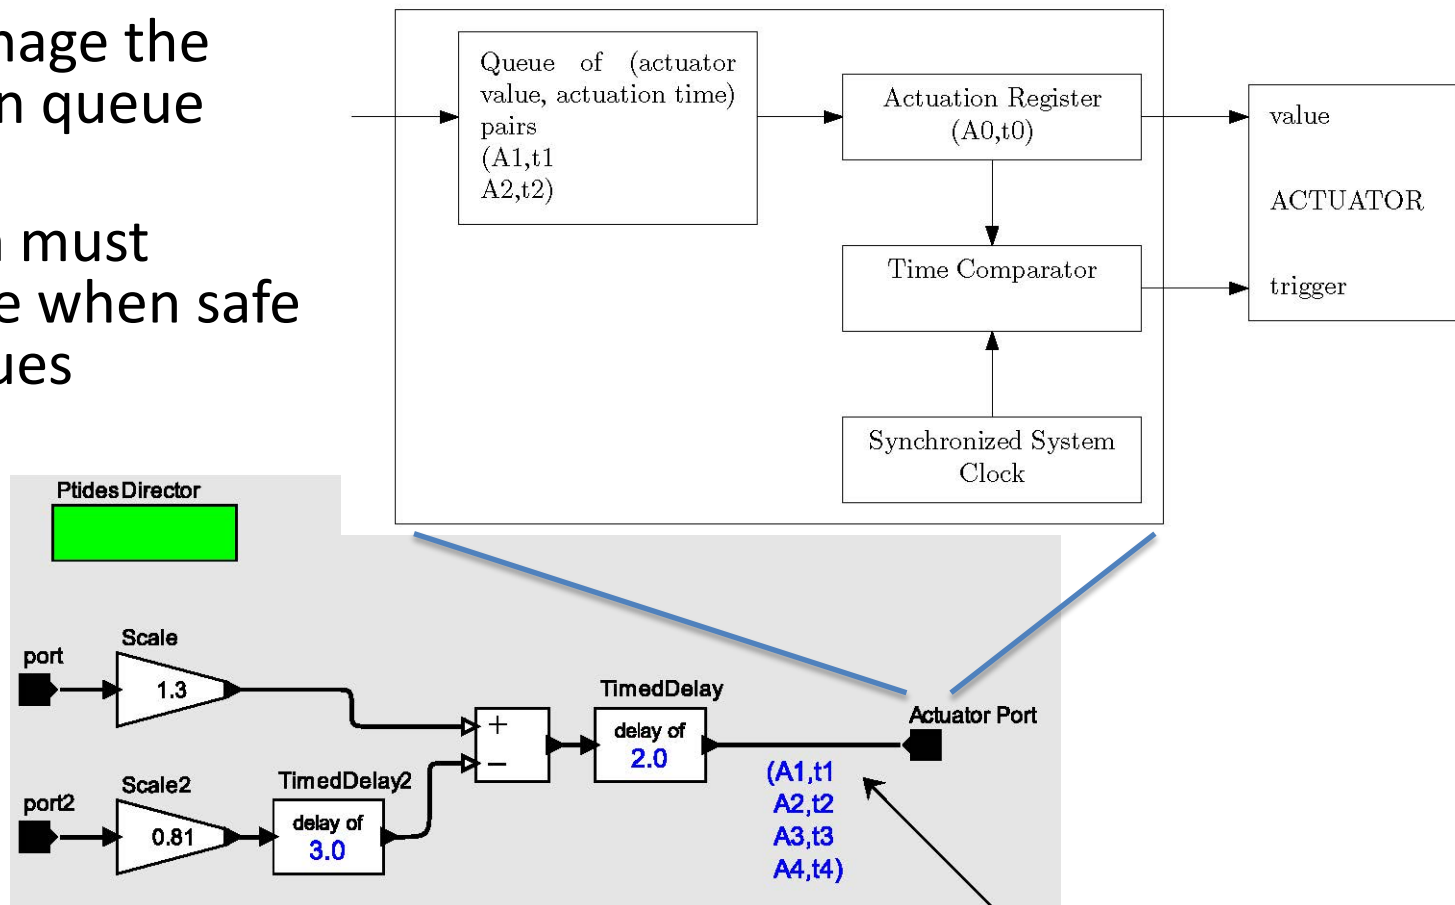 nage the
n queue
must
e when safe
ues
Queue of (actuator
value, actuation time)
pairs
(A1,t1
A2,t2)
Actuation Register
(A0,t0)
Time Comparator
Synchronized System
Clock
value
ACTUATOR
trigger
PtidesDirector
port
Scale
1.3
port2
Scale2
0.81
TimedDelay2
delay of
3.0
+
−
TimedDelay
delay of
2.0
Actuator Port
(A1,t1
A2,t2
A3,t3
A4,t4)